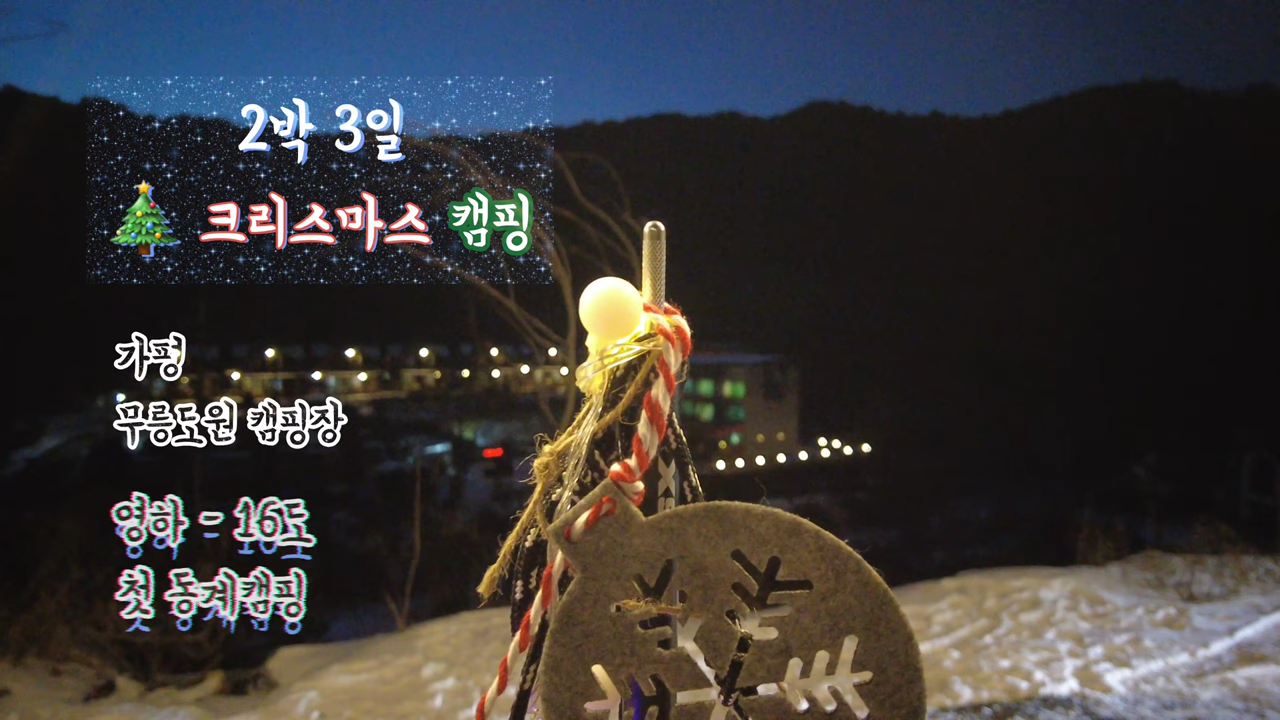 2박 3일
크리스마스 캠핑
가평
무릉도원 캠핑장
영하 - 16도
첫 동계캠핑